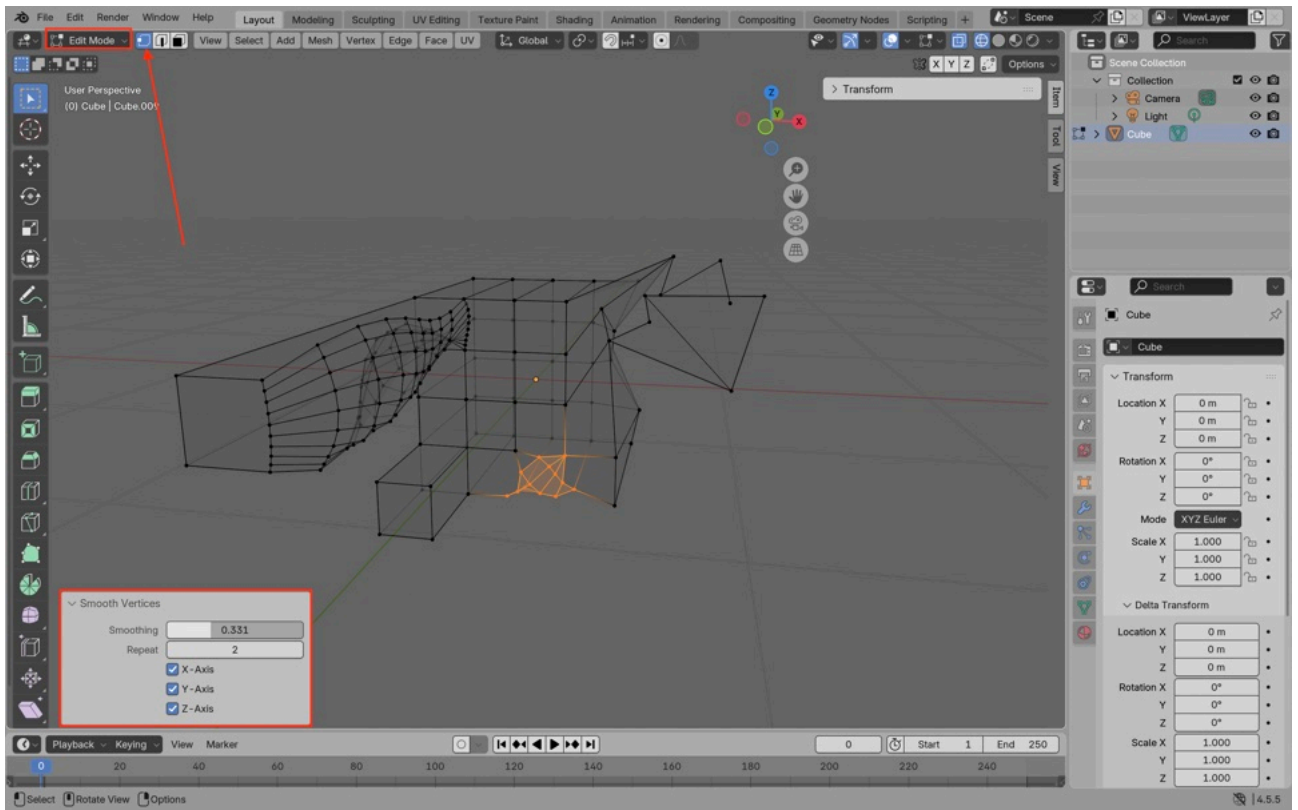 File Edit Render Window Help Layout Modeling Sculpting UV Editing Texture Paint Shading Animation Rendering Compositing Geometry Nodes Scripting + Scene ViewLayer
Edit Mode View Select Add Mesh Vertex Edge Face UV Global Search
X Y Z Options
User Perspective
(0) Cube | Cube.009
Z
Y
X
Transform
Item
Tool
View
Scene Collection
Collection
Camera
Light
Cube
Search
Cube
Cube
Transform
Location X 0 m
Y 0 m
Z 0 m
Rotation X 0°
Y 0°
Z 0°
Mode XYZ Euler
Scale X 1.000
Y 1.000
Z 1.000
Delta Transform
Location X 0 m
Y 0 m
Z 0 m
Rotation X 0°
Y 0°
Z 0°
Scale X 1.000
Y 1.000
Z 1.000
Smooth Vertices
Smoothing 0.331
Repeat 2
X-Axis
Y-Axis
Z-Axis
Playback Keying View Marker 0 Start 1 End 250
0 20 40 60 80 100 120 140 160 180 200 220 240
Select Rotate View Options 4.5.5